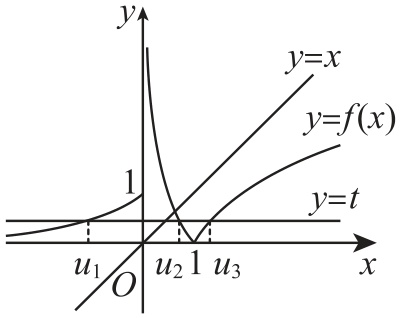 y
y=x
y=f(x)
1
y=t
u₁
O
u₂
1
u₃
x